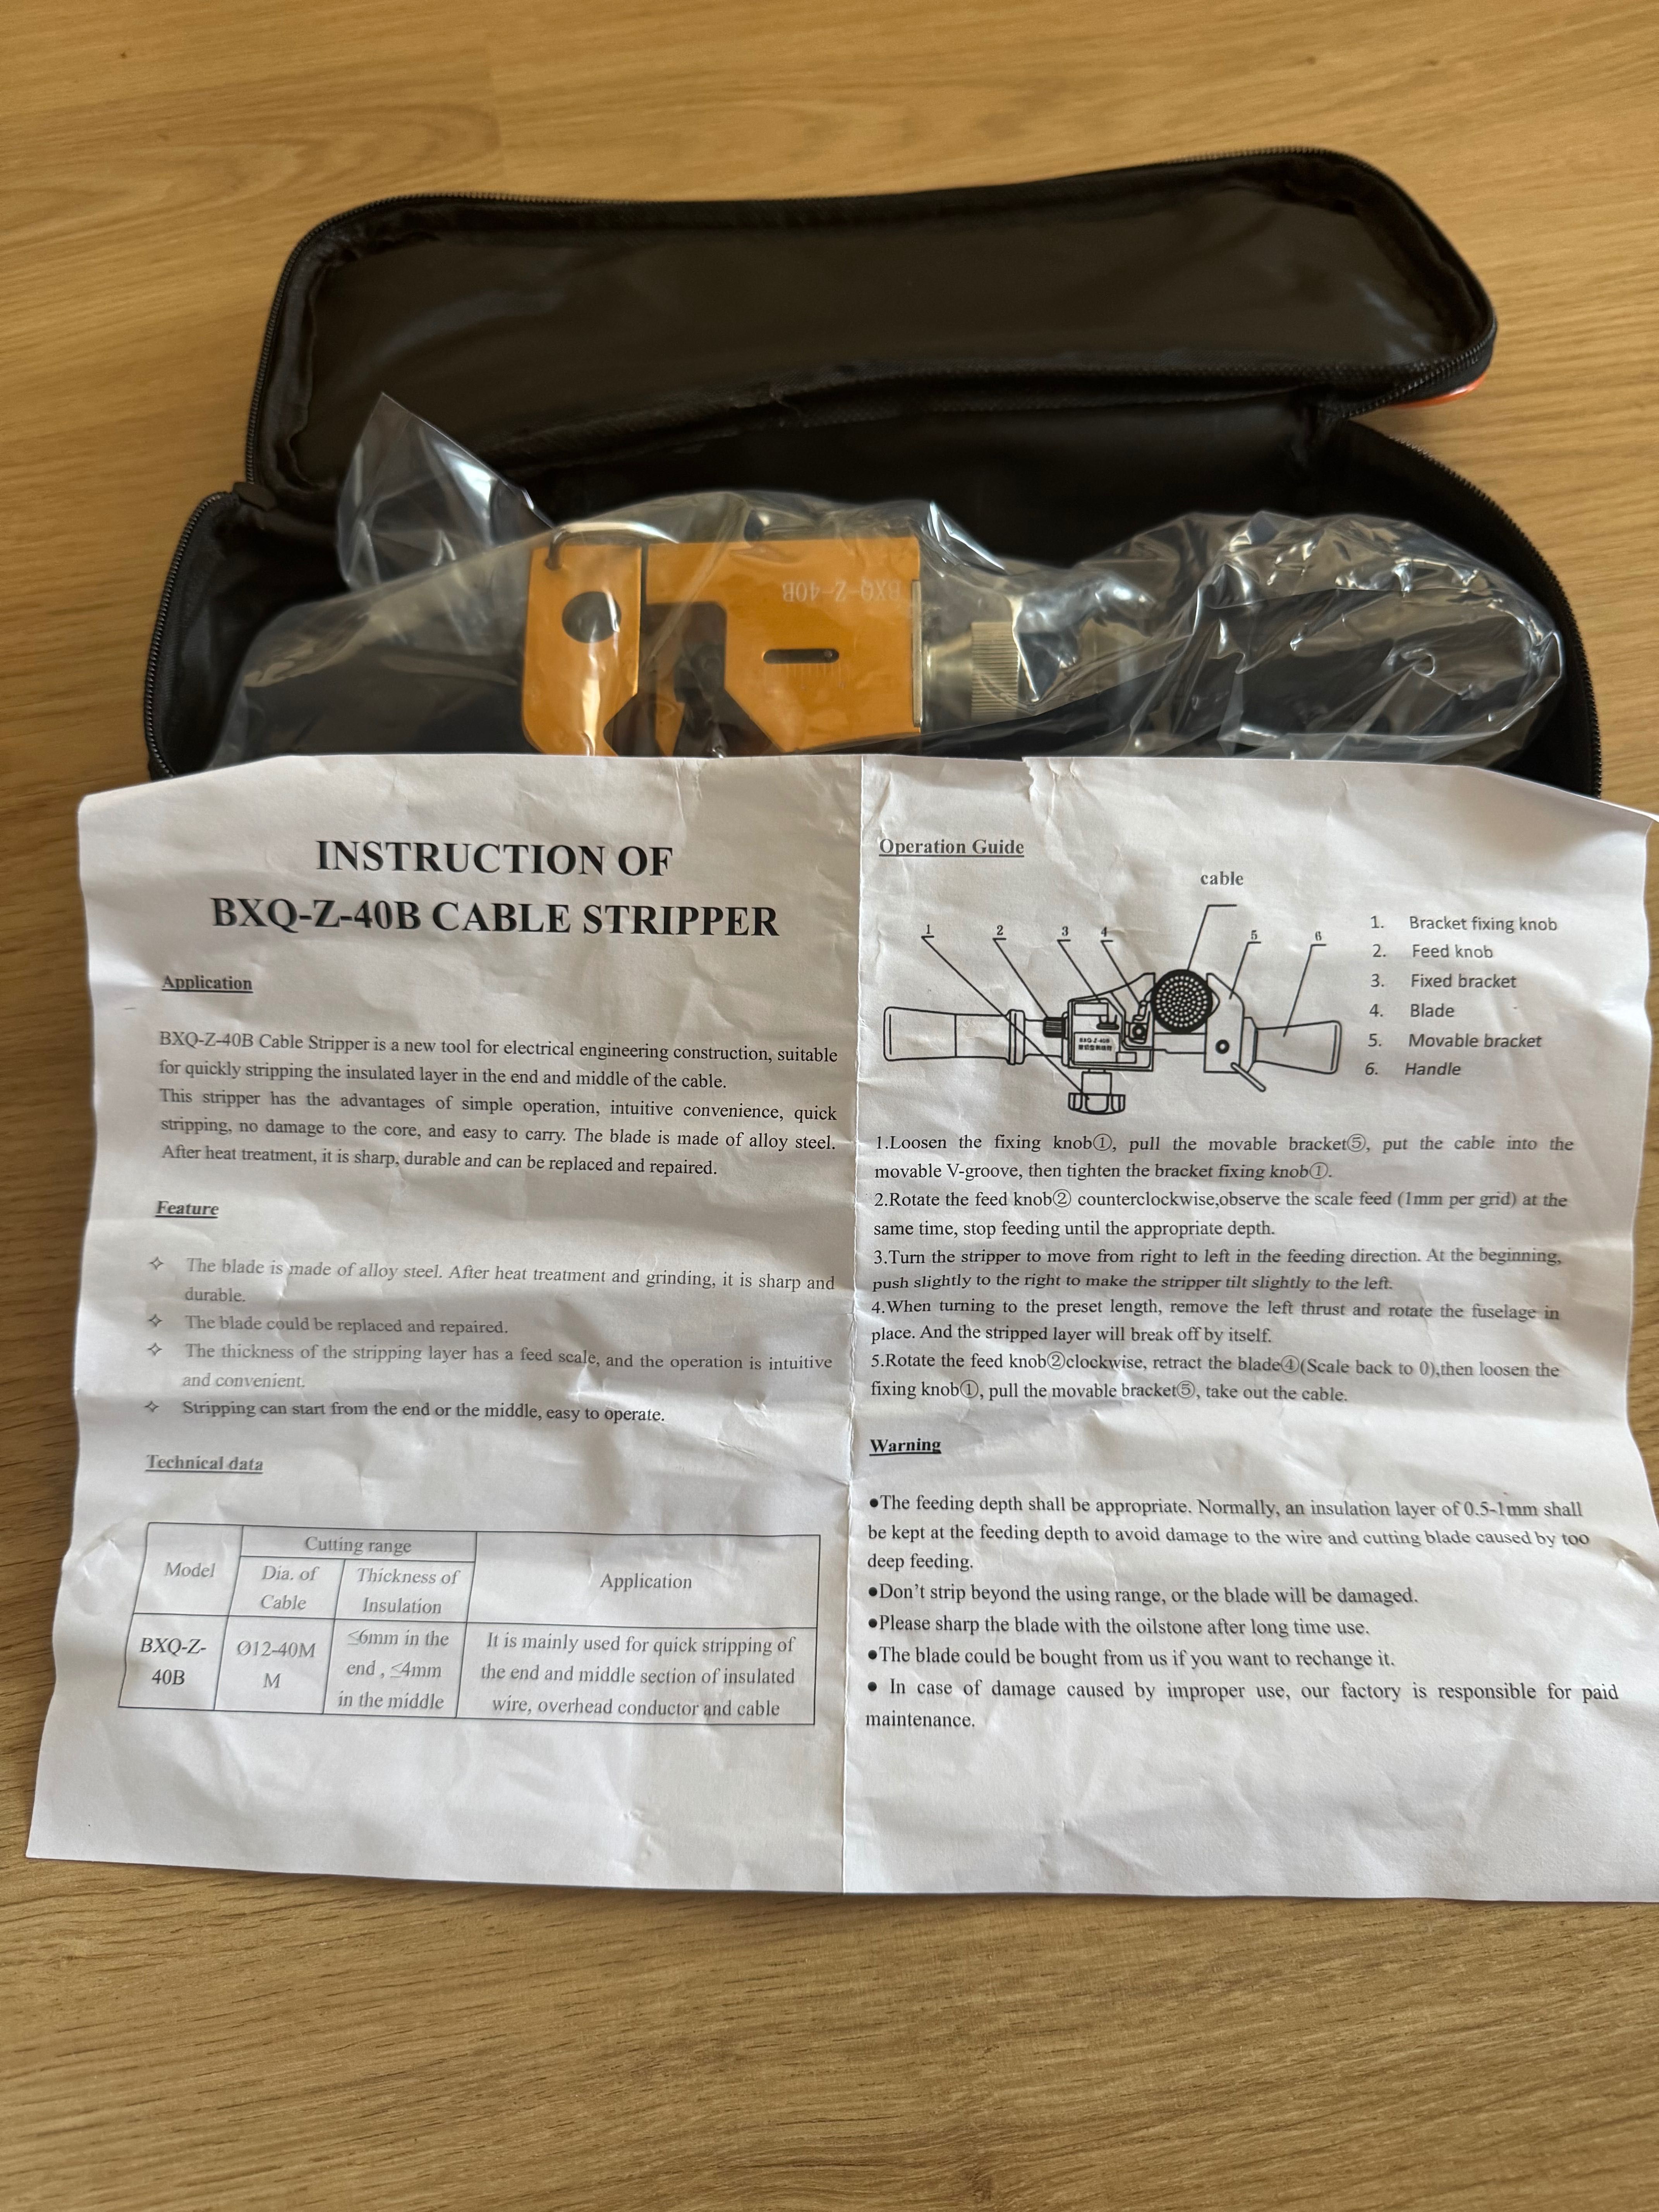 BXQ-Z-40B
INSTRUCTION OF
BXQ-Z-40B CABLE STRIPPER
Application
BXQ-Z-40B Cable Stripper is a new tool for electrical engineering construction, suitable
for quickly stripping the insulated layer in the end and middle of the cable.
This stripper has the advantages of simple operation, intuitive convenience, quick
stripping, no damage to the core, and easy to carry. The blade is made of alloy steel.
After heat treatment, it is sharp, durable and can be replaced and repaired.
Feature
✧ The blade is made of alloy steel. After heat treatment and grinding, it is sharp and
durable.
✧ The blade could be replaced and repaired.
✧ The thickness of the stripping layer has a feed scale, and the operation is intuitive
and convenient.
✧ Stripping can start from the end or the middle, easy to operate.
Technical data
Model
Cutting range
Dia. of
Cable
Thickness of
Insulation
Application
BXQ-Z-
40B
Ø12-40M
M
≤6mm in the
end , ≤4mm
in the middle
It is mainly used for quick stripping of
the end and middle section of insulated
wire, overhead conductor and cable
Operation Guide
cable
1 2 3 4 5 6
BXQ-Z-40B
1. Bracket fixing knob
2. Feed knob
3. Fixed bracket
4. Blade
5. Movable bracket
6. Handle
1.Loosen the fixing knob①, pull the movable bracket⑤, put the cable into the
movable V-groove, then tighten the bracket fixing knob①.
2.Rotate the feed knob② counterclockwise,observe the scale feed (1mm per grid) at the
same time, stop feeding until the appropriate depth.
3.Turn the stripper to move from right to left in the feeding direction. At the beginning,
push slightly to the right to make the stripper tilt slightly to the left.
4.When turning to the preset length, remove the left thrust and rotate the fuselage in
place. And the stripped layer will break off by itself.
5.Rotate the feed knob②clockwise, retract the blade④(Scale back to 0),then loosen the
fixing knob①, pull the movable bracket⑤, take out the cable.
Warning
●The feeding depth shall be appropriate. Normally, an insulation layer of 0.5-1mm shall
be kept at the feeding depth to avoid damage to the wire and cutting blade caused by too
deep feeding.
●Don't strip beyond the using range, or the blade will be damaged.
●Please sharp the blade with the oilstone after long time use.
●The blade could be bought from us if you want to rechange it.
● In case of damage caused by improper use, our factory is responsible for paid
maintenance.